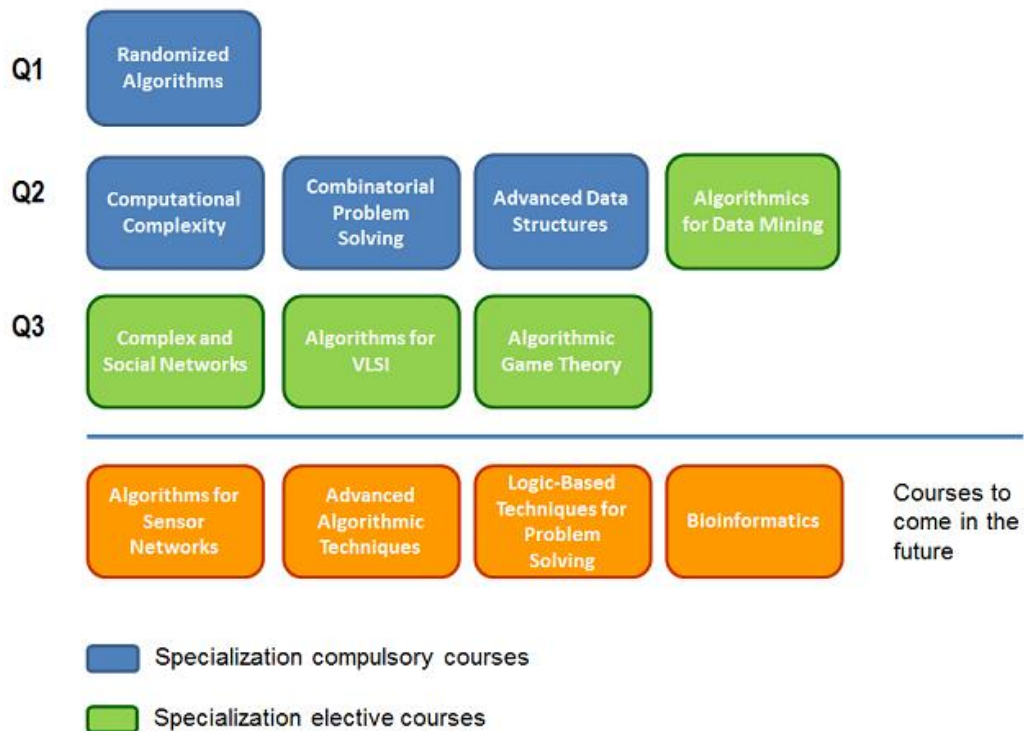 Q1
Randomized
Algorithms
Q2
Computational
Complexity
Combinatorial
Problem
Solving
Advanced Data
Structures
Algorithmics
for Data Mining
Q3
Complex and
Social Networks
Algorithms for
VLSI
Algorithmic
Game Theory
Algorithms for
Sensor
Networks
Advanced
Algorithmic
Techniques
Logic-Based
Techniques for
Problem
Solving
Bioinformatics
Courses to
come in the
future
Specialization compulsory courses
Specialization elective courses